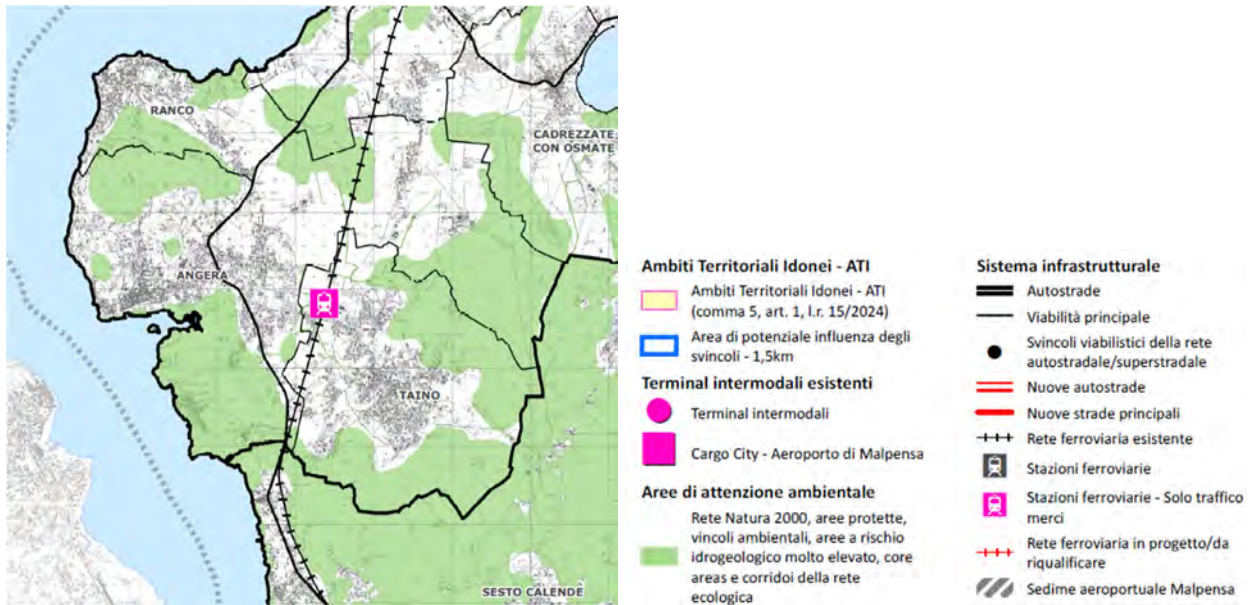 RANCO
CADREZZATE
CON OSMATE
ANGERA
TAINO
SESTO CALENDE
Ambiti Territoriali Idonei - ATI
Ambiti Territoriali Idonei - ATI
(comma 5, art. 1, l.r. 15/2024)
Area di potenziale influenza degli
svincoli - 1,5km
Terminal intermodali esistenti
Terminal intermodali
Cargo City - Aeroporto di Malpensa
Aree di attenzione ambientale
Rete Natura 2000, aree protette,
vincoli ambientali, aree a rischio
idrogeologico molto elevato, core
areas e corridoi della rete
ecologica
Sistema infrastrutturale
Autostrade
Viabilità principale
Svincoli viabilistici della rete
autostradale/superstradale
Nuove autostrade
Nuove strade principali
Rete ferroviaria esistente
Stazioni ferroviarie
Stazioni ferroviarie - Solo traffico
merci
Rete ferroviaria in progetto/da
riqualificare
Sedime aeroportuale Malpensa